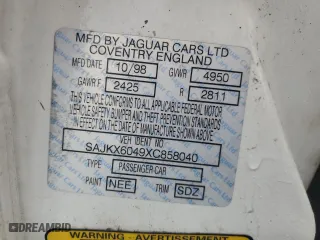 MFD BY JAGUAR CARS LTD
COVENTRY ENGLAND
MFD DATE 10/98 GVWR 4950
GAWR F 2425 R 2811
THIS VEHICLE CONFORMS TO ALL APPLICABLE FEDERAL MOTOR
VEHICLE SAFETY BUMPER AND THEFT PREVENTION STANDARDS
IN EFFECT ON THE DATE OF MANUFACTURE SHOWN ABOVE
VEH IDENT NO
SAJKX6049XC858040
TYPE PASSENGER CAR
PAINT NEE TRIM SDZ
WARNING - AVERTISSEMENT
DREAMBID